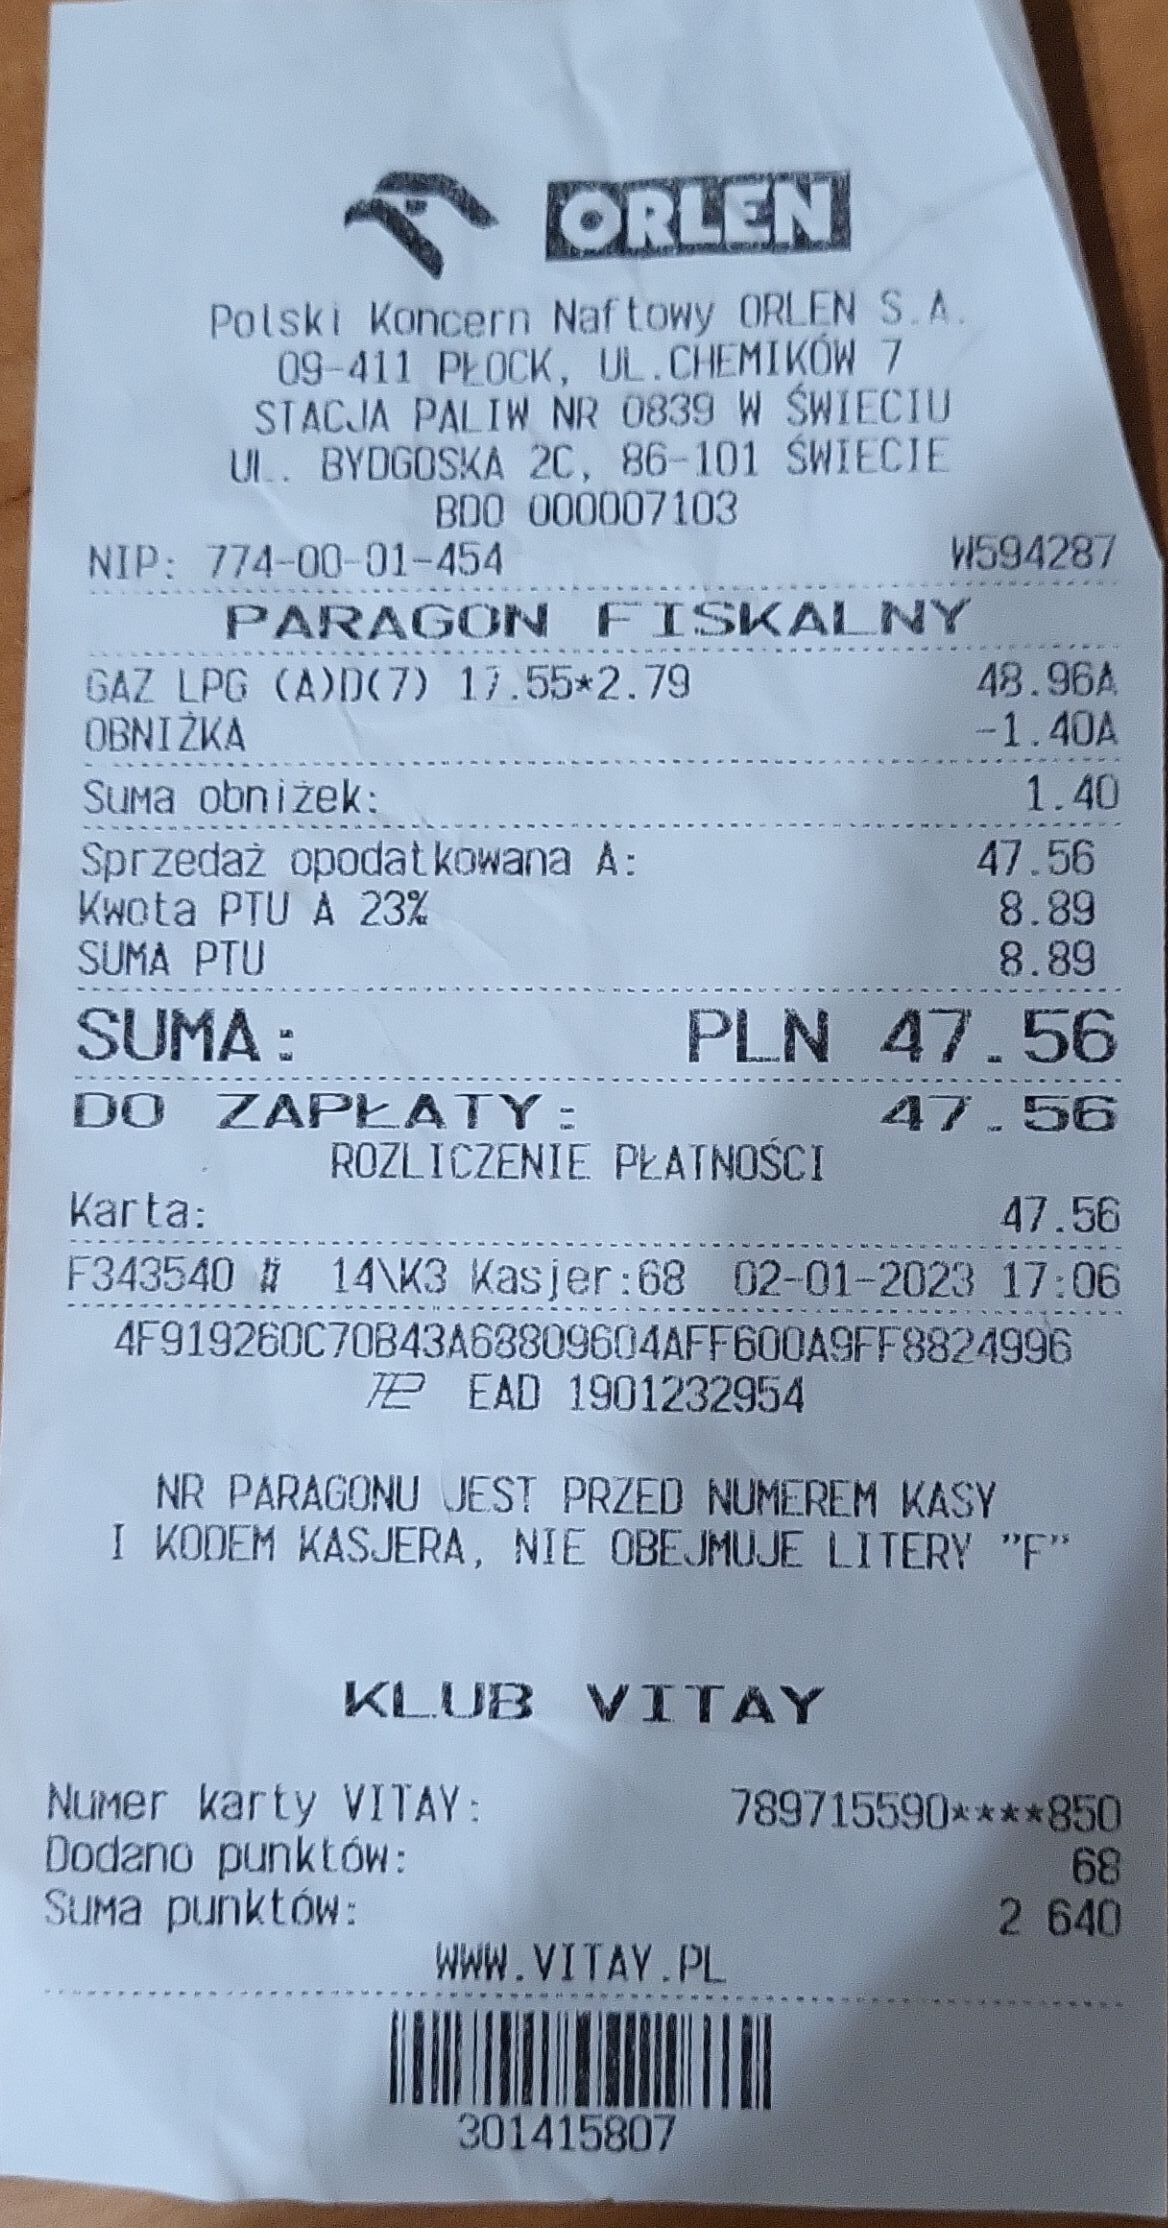 ORLEN
Polski Koncern Naftowy ORLEN S.A.
09-411 PŁOCK, UL.CHEMIKÓW 7
STACJA PALIW NR 0839 W ŚWIECIU
UL. BYDGOSKA 2C, 86-101 ŚWIECIE
BDO 000007103
NIP: 774-00-01-454 W594287
PARAGON FISKALNY
GAZ LPG (A)D(7) 17.55*2.79 48.96A
OBNIŻKA -1.40A
Suma obniżek: 1.40
Sprzedaż opodatkowana A: 47.56
Kwota PTU A 23% 8.89
SUMA PTU 8.89
SUMA: PLN 47.56
DO ZAPŁATY: 47.56
ROZLICZENIE PŁATNOŚCI
Karta: 47.56
F343540 # 14\K3 Kasjer:68 02-01-2023 17:06
4F919260C70B43A63809604AFF600A9FF8824996
EAD 1901232954
NR PARAGONU JEST PRZED NUMEREM KASY
I KODEM KASJERA, NIE OBEJMUJE LITERY "F"
KLUB VITAY
Numer karty VITAY: 789715590****850
Dodano punktów: 68
Suma punktów: 2 640
WWW.VITAY.PL
301415807